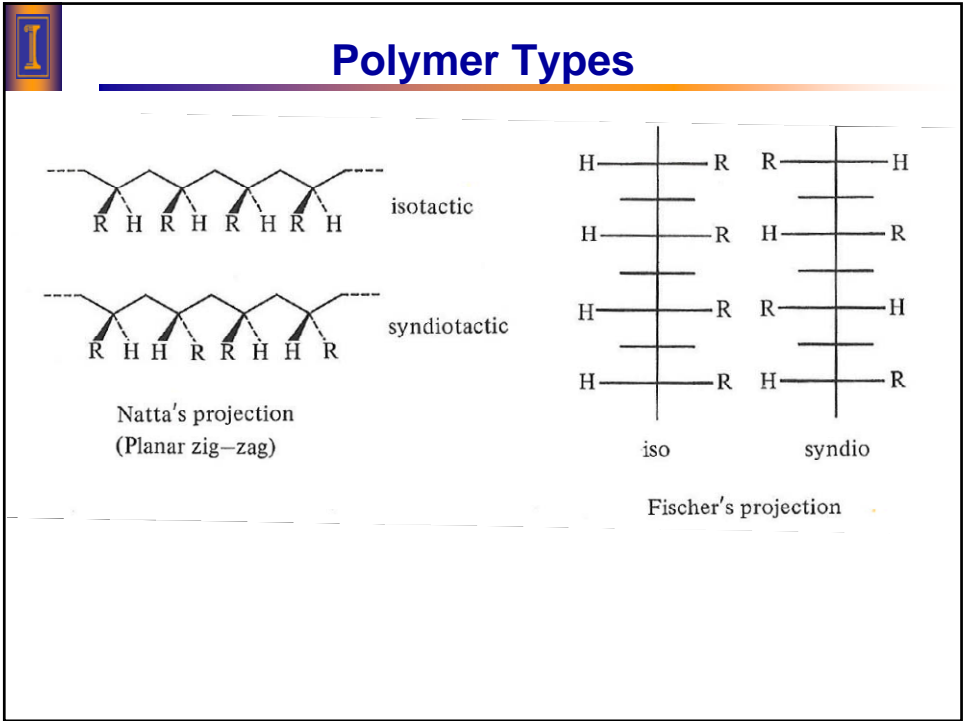 I
Polymer Types
R H R H R H R H
isotactic
R H H R R H H R
syndiotactic
Natta's projection
(Planar zig–zag)
H R R H
H R H R
H R R H
H R H R
iso syndio
Fischer's projection